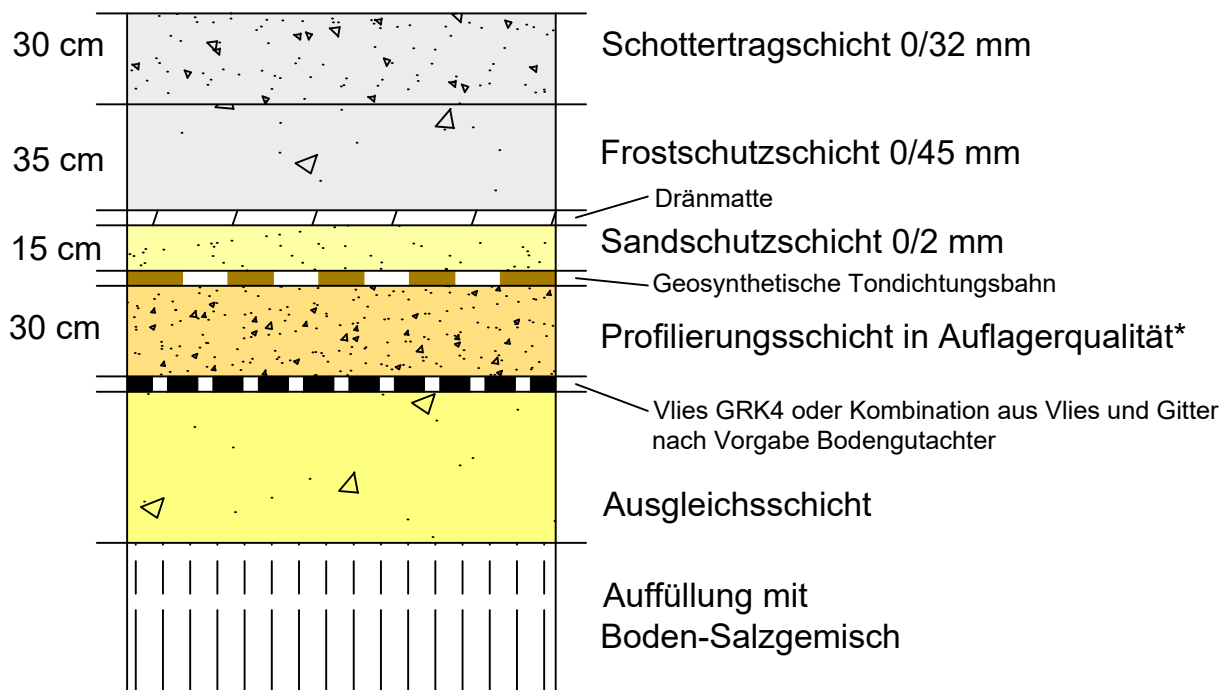 30 cm Schottertragschicht 0/32 mm
35 cm Frostschutzschicht 0/45 mm
Dränmatte
15 cm Sandschutzschicht 0/2 mm
Geosynthetische Tondichtungsbahn
30 cm Profilierungsschicht in Auflagerqualität*
Vlies GRK4 oder Kombination aus Vlies und Gitter
nach Vorgabe Bodengutachter
Ausgleichsschicht
Auffüllung mit
Boden-Salzgemisch